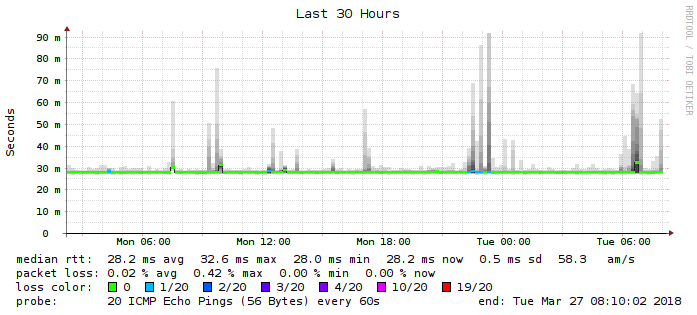 Last 30 Hours
RRDTOOL / TOBI OETIKER
Seconds
90 m
80 m
70 m
60 m
50 m
40 m
30 m
20 m
10 m
0
Mon 06:00 Mon 12:00 Mon 18:00 Tue 00:00 Tue 06:00
median rtt: 28.2 ms avg 32.6 ms max 28.0 ms min 28.2 ms now 0.5 ms sd 58.3 am/s
packet loss: 0.02 % avg 0.42 % max 0.00 % min 0.00 % now
loss color: 0 1/20 2/20 3/20 4/20 10/20 19/20
probe: 20 ICMP Echo Pings (56 Bytes) every 60s end: Tue Mar 27 08:10:02 2018